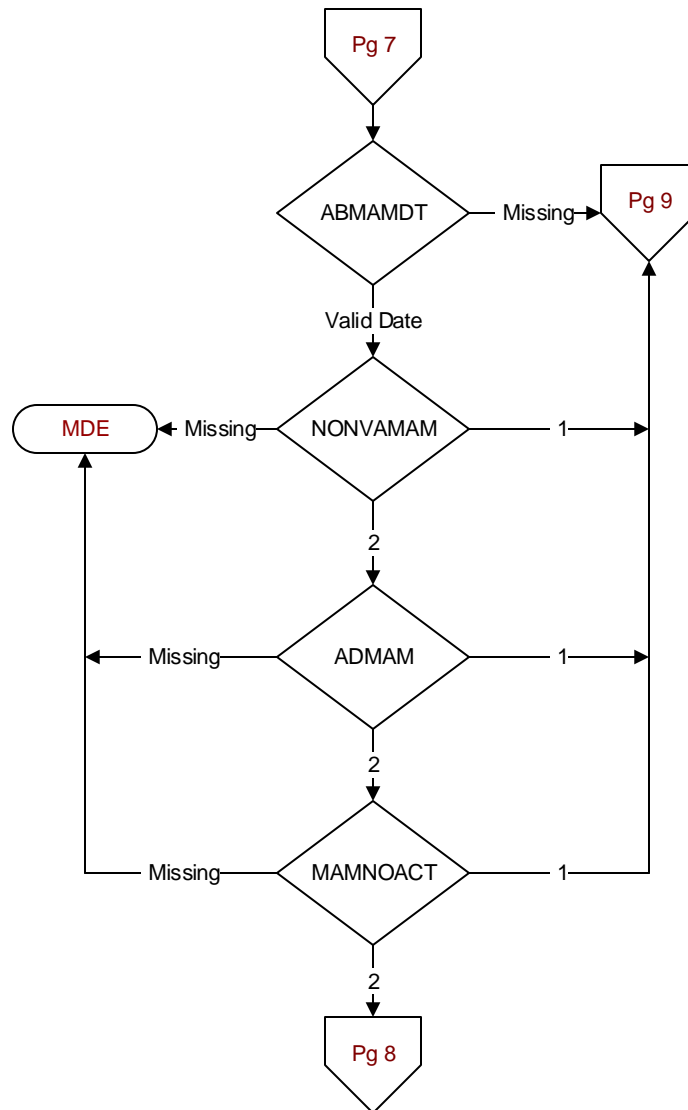 Pg 7
ABMAMDT
Missing
Pg 9
Valid Date
MDE
Missing
NONVAMAM
1
2
Missing
ADMAM
1
2
Missing
MAMNOACT
1
2
Pg 8